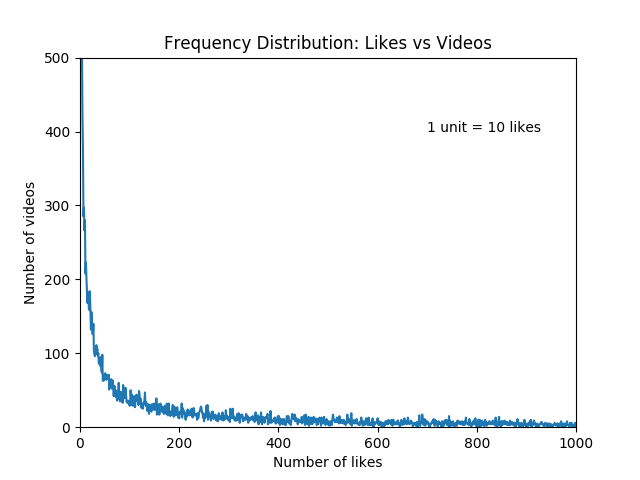 Frequency Distribution: Likes vs Videos
500
1 unit = 10 likes
400
300
Number of videos
200
100
0
0 200 400 600 800 1000
Number of likes